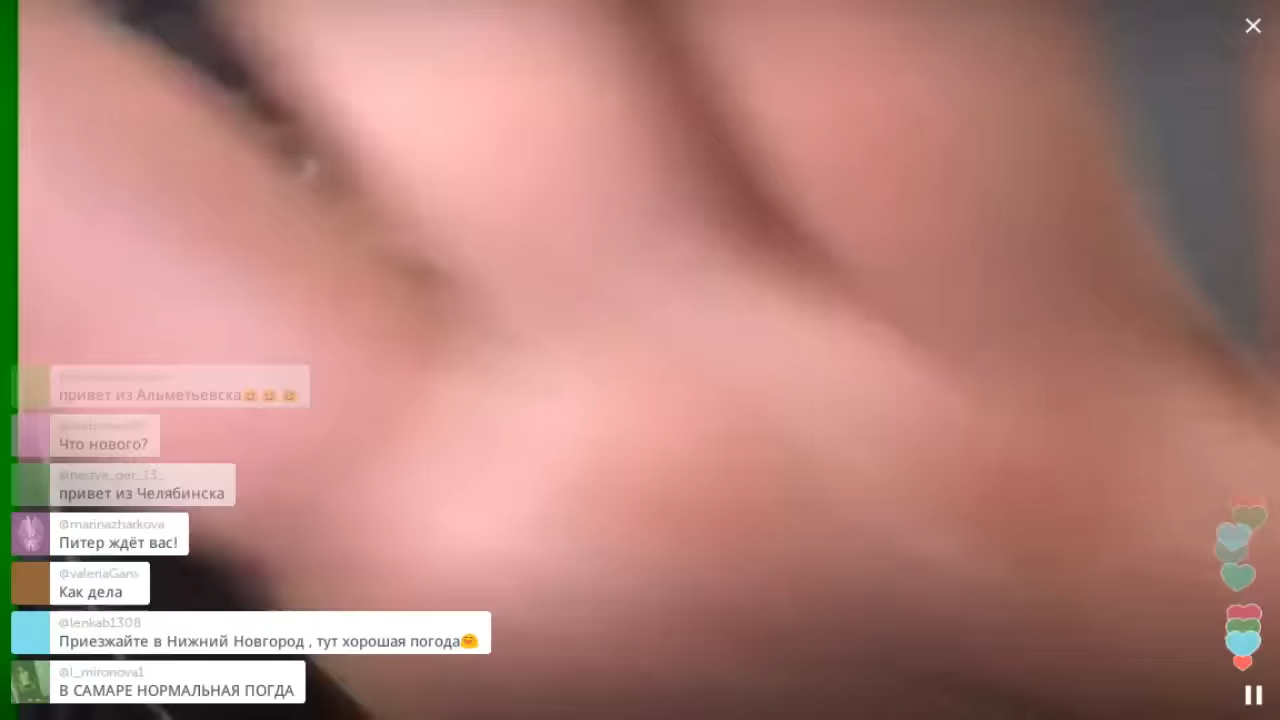 привет из Альметьевска😊😊😊
Что нового?
привет из Челябинска
@marinazharkova
Питер ждёт вас!
@valeriaGans
Как дела
@lenkab1308
Приезжайте в Нижний Новгород , тут хорошая погода🤗
@l_mironova1
В САМАРЕ НОРМАЛЬНАЯ ПОГДА